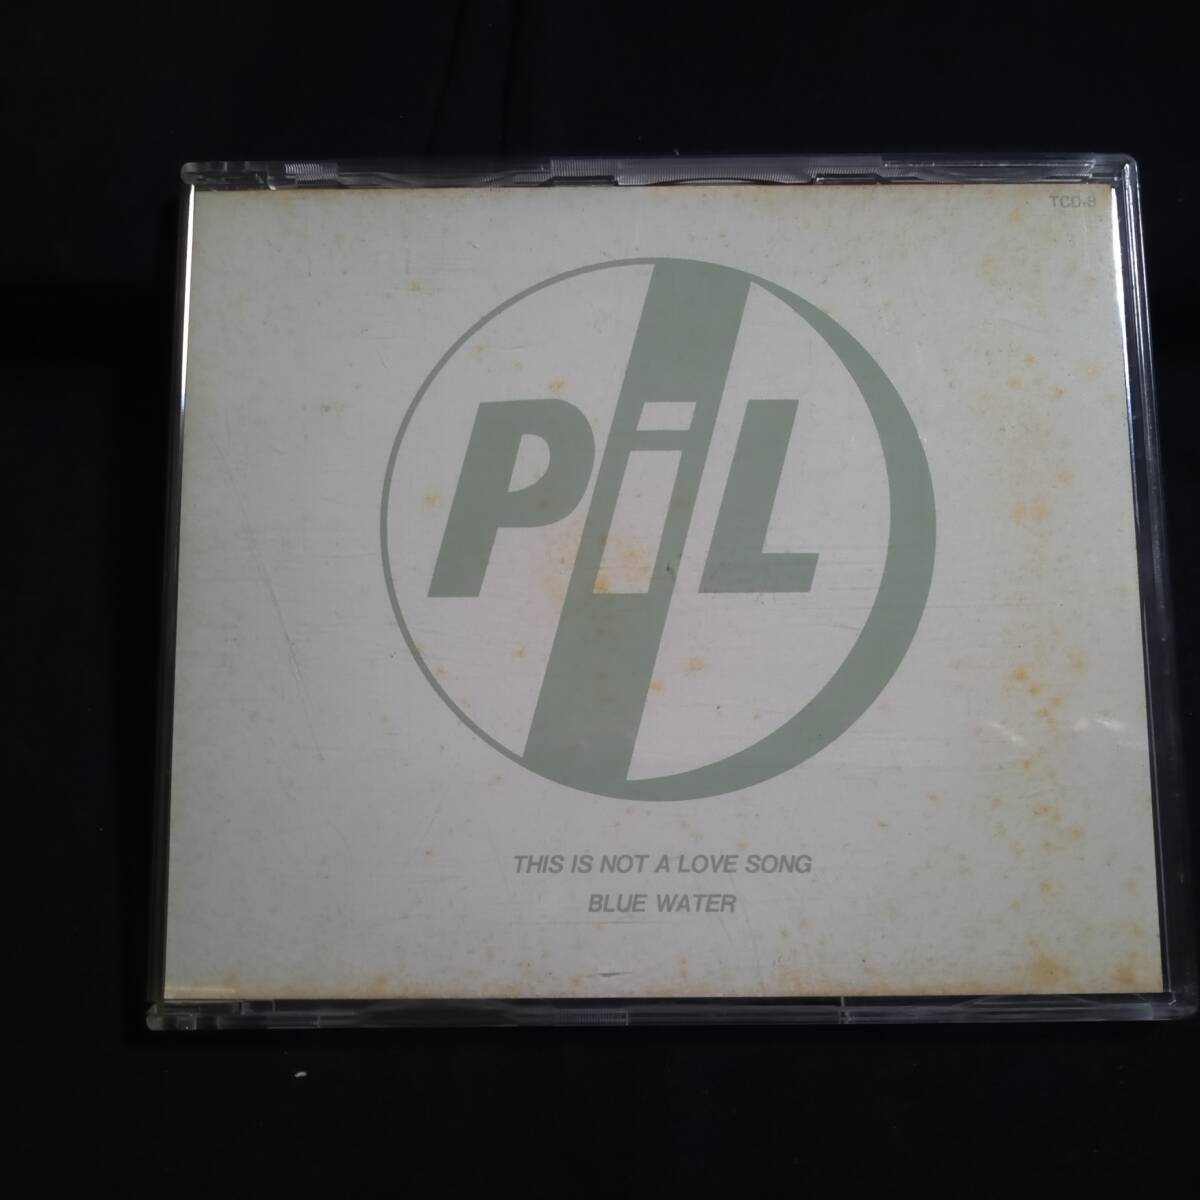 TCD-8
PiL
THIS IS NOT A LOVE SONG
BLUE WATER